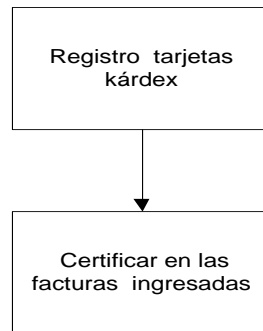 Registro tarjetas
kárdex
Certificar en las
facturas ingresadas